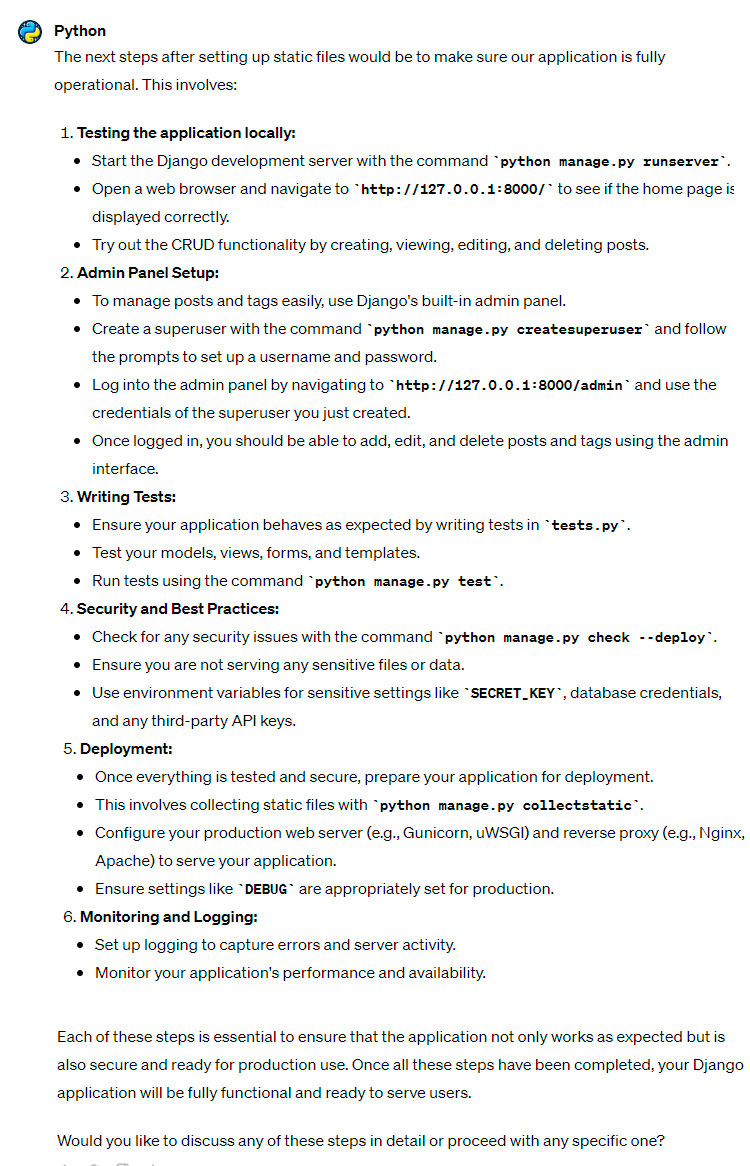 Python
The next steps after setting up static files would be to make sure our application is fully
operational. This involves:
1. Testing the application locally:
• Start the Django development server with the command `python manage.py runserver`.
• Open a web browser and navigate to `http://127.0.0.1:8000/` to see if the home page is
displayed correctly.
• Try out the CRUD functionality by creating, viewing, editing, and deleting posts.
2. Admin Panel Setup:
• To manage posts and tags easily, use Django's built-in admin panel.
• Create a superuser with the command `python manage.py createsuperuser` and follow
the prompts to set up a username and password.
• Log into the admin panel by navigating to `http://127.0.0.1:8000/admin` and use the
credentials of the superuser you just created.
• Once logged in, you should be able to add, edit, and delete posts and tags using the admin
interface.
3. Writing Tests:
• Ensure your application behaves as expected by writing tests in `tests.py`.
• Test your models, views, forms, and templates.
• Run tests using the command `python manage.py test`.
4. Security and Best Practices:
• Check for any security issues with the command `python manage.py check --deploy`.
• Ensure you are not serving any sensitive files or data.
• Use environment variables for sensitive settings like `SECRET_KEY`, database credentials,
and any third-party API keys.
5. Deployment:
• Once everything is tested and secure, prepare your application for deployment.
• This involves collecting static files with `python manage.py collectstatic`.
• Configure your production web server (e.g., Gunicorn, uWSGI) and reverse proxy (e.g., Nginx,
Apache) to serve your application.
• Ensure settings like `DEBUG` are appropriately set for production.
6. Monitoring and Logging:
• Set up logging to capture errors and server activity.
• Monitor your application's performance and availability.
Each of these steps is essential to ensure that the application not only works as expected but is
also secure and ready for production use. Once all these steps have been completed, your Django
application will be fully functional and ready to serve users.
Would you like to discuss any of these steps in detail or proceed with any specific one?